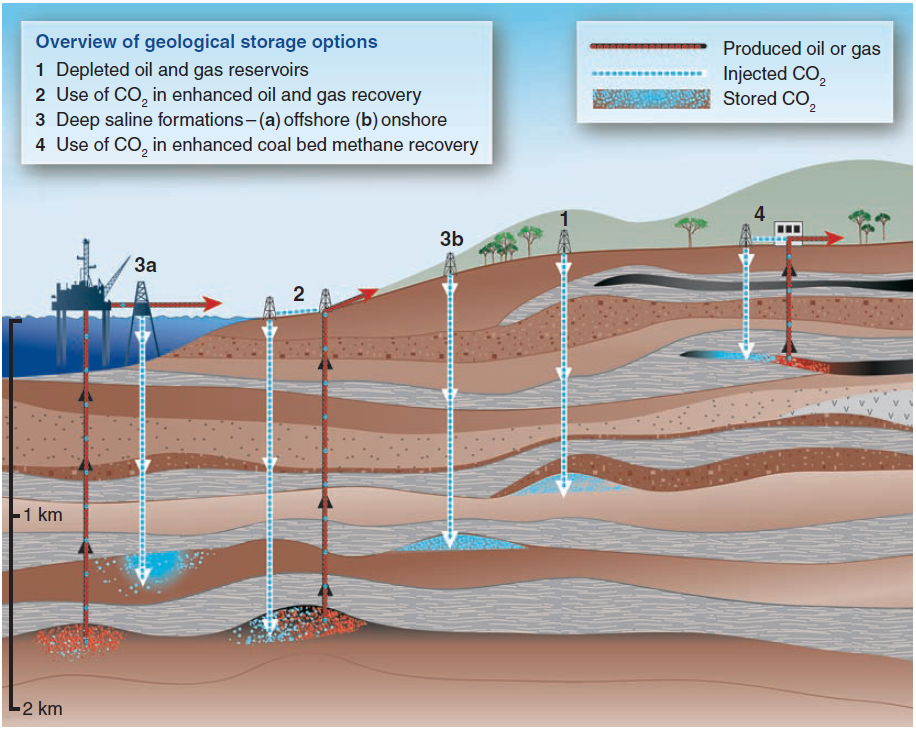 Overview of geological storage options
1 Depleted oil and gas reservoirs
2 Use of CO₂ in enhanced oil and gas recovery
3 Deep saline formations – (a) offshore (b) onshore
4 Use of CO₂ in enhanced coal bed methane recovery
Produced oil or gas
Injected CO₂
Stored CO₂
4
1
3b
3a
2
1 km
2 km